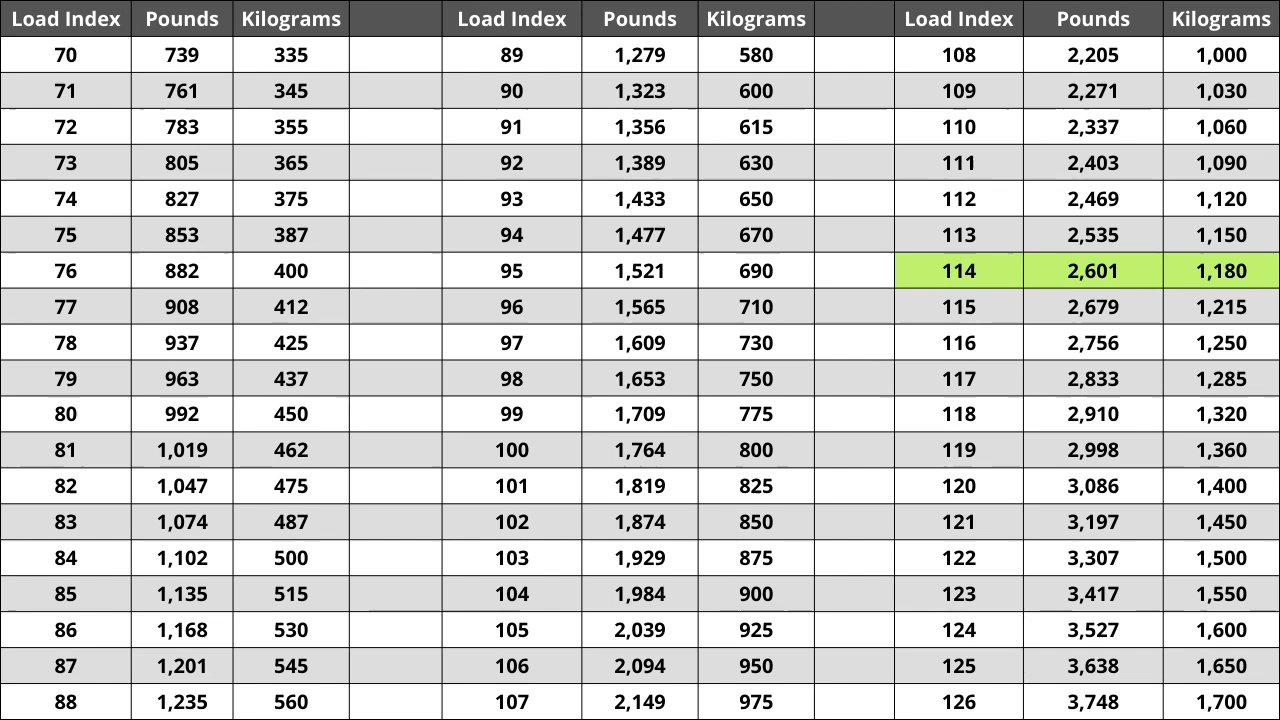 Load Index Pounds Kilograms Load Index Pounds Kilograms Load Index Pounds Kilograms
70 739 335 89 1,279 580 108 2,205 1,000
71 761 345 90 1,323 600 109 2,271 1,030
72 783 355 91 1,356 615 110 2,337 1,060
73 805 365 92 1,389 630 111 2,403 1,090
74 827 375 93 1,433 650 112 2,469 1,120
75 853 387 94 1,477 670 113 2,535 1,150
76 882 400 95 1,521 690 114 2,601 1,180
77 908 412 96 1,565 710 115 2,679 1,215
78 937 425 97 1,609 730 116 2,756 1,250
79 963 437 98 1,653 750 117 2,833 1,285
80 992 450 99 1,709 775 118 2,910 1,320
81 1,019 462 100 1,764 800 119 2,998 1,360
82 1,047 475 101 1,819 825 120 3,086 1,400
83 1,074 487 102 1,874 850 121 3,197 1,450
84 1,102 500 103 1,929 875 122 3,307 1,500
85 1,135 515 104 1,984 900 123 3,417 1,550
86 1,168 530 105 2,039 925 124 3,527 1,600
87 1,201 545 106 2,094 950 125 3,638 1,650
88 1,235 560 107 2,149 975 126 3,748 1,700